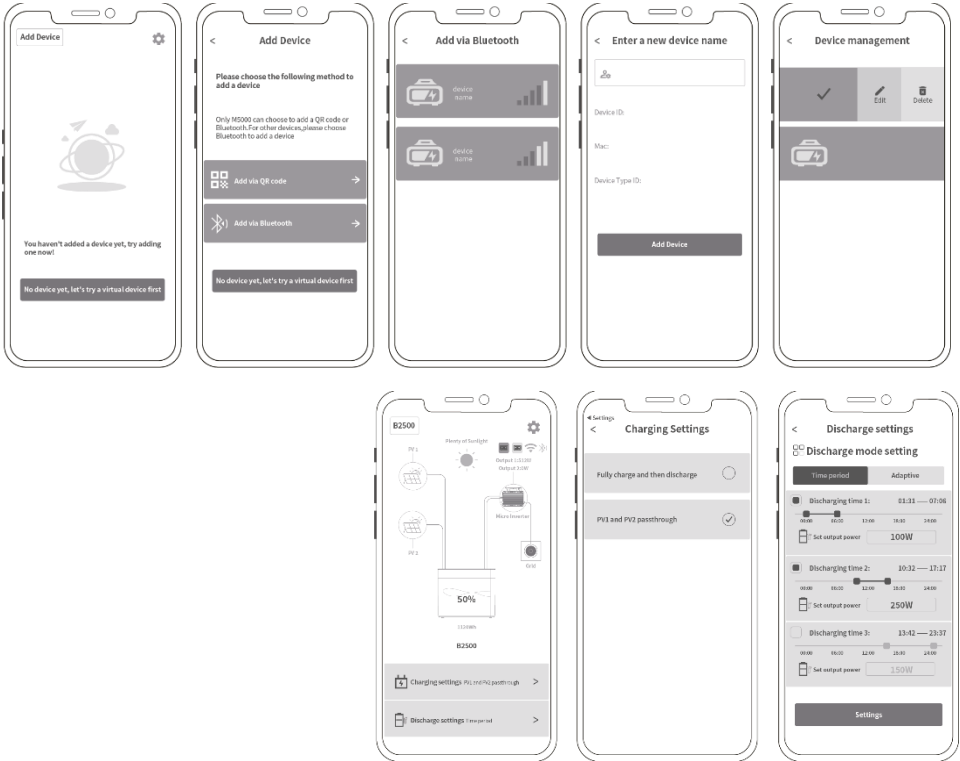 Add Device
You haven't added a device yet, try adding
one now!
No device yet, let's try a virtual device first
< Add Device
Please choose the following method to
add a device
Only M5000 can choose to add a QR code or
Bluetooth.For other devices,please choose
Bluetooth to add a device
Add via QR code
Add via Bluetooth
No device yet, let's try a virtual device first
< Add via Bluetooth
device
name
device
name
< Enter a new device name
Device ID:
Mac:
Device Type ID:
Add Device
< Device management
Edit
Delete
B2500
Plenty of Sunlight
PV 1
PV 2
Micro Inverter
Grid
50%
B2500
Charging settings PV1 and PV2 passthrough >
Discharge settings Time period >
Settings
< Charging Settings
Fully charge and then discharge
PV1 and PV2 passthrough
< Discharge settings
Discharge mode setting
Time period Adaptive
Discharging time 1: 01:31 — 07:06
00:00 06:00 12:00 18:00 24:00
Set output power 100W
Discharging time 2: 10:32 — 17:17
00:00 06:00 12:00 18:00 24:00
Set output power 250W
Discharging time 3: 13:42 — 23:37
00:00 06:00 12:00 18:00 24:00
Set output power 150W
Settings